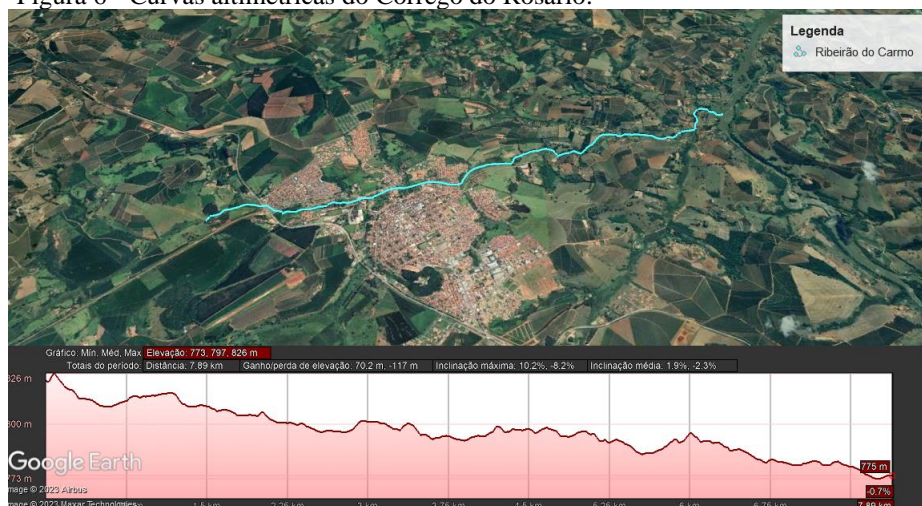 Figura 6 - Curvas altimétricas do Córrego do Rosário.
Legenda
Ribeirão do Carmo
Gráfico: Mín, Méd, Max Elevação: 773, 797, 826 m
Totais do período: Distância: 7.89 km Ganho/perda de elevação: 70.2 m, -117 m Inclinação máxima: 10.2%, -8.2% Inclinação média: 1.9%, -2.3%
826 m
800 m
775 m
Google Earth
773 m
-0.7%
Image © 2023 Airbus
Image © 2023 Maxar Technologies
1.5 km 2.25 km 3 km 3.75 km 4.5 km 5.25 km 6 km 6.75 km 7.89 km